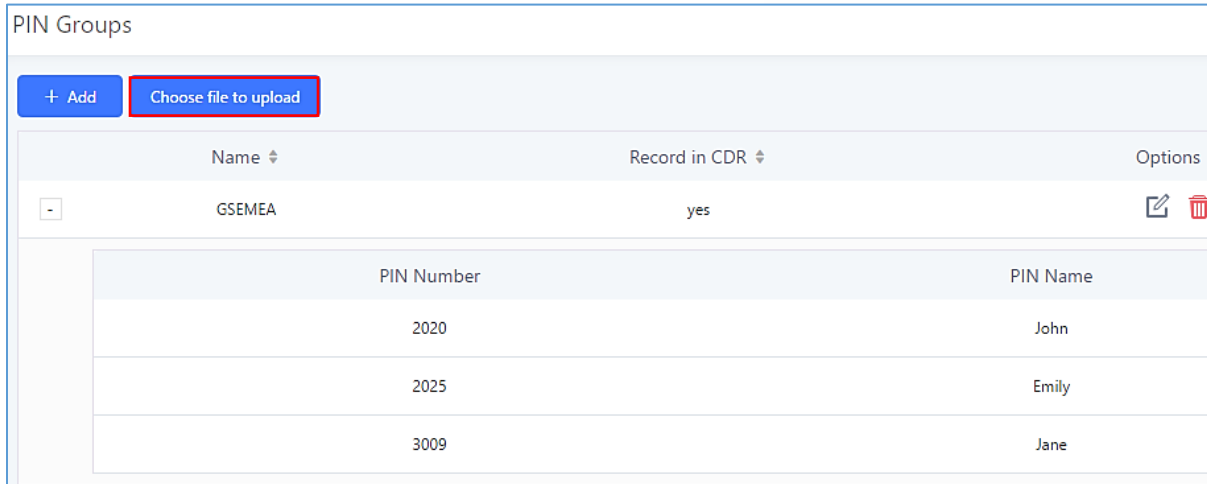 PIN Groups
+ Add Choose file to upload
Name Record in CDR Options
- GSEMEA yes
PIN Number PIN Name
2020 John
2025 Emily
3009 Jane